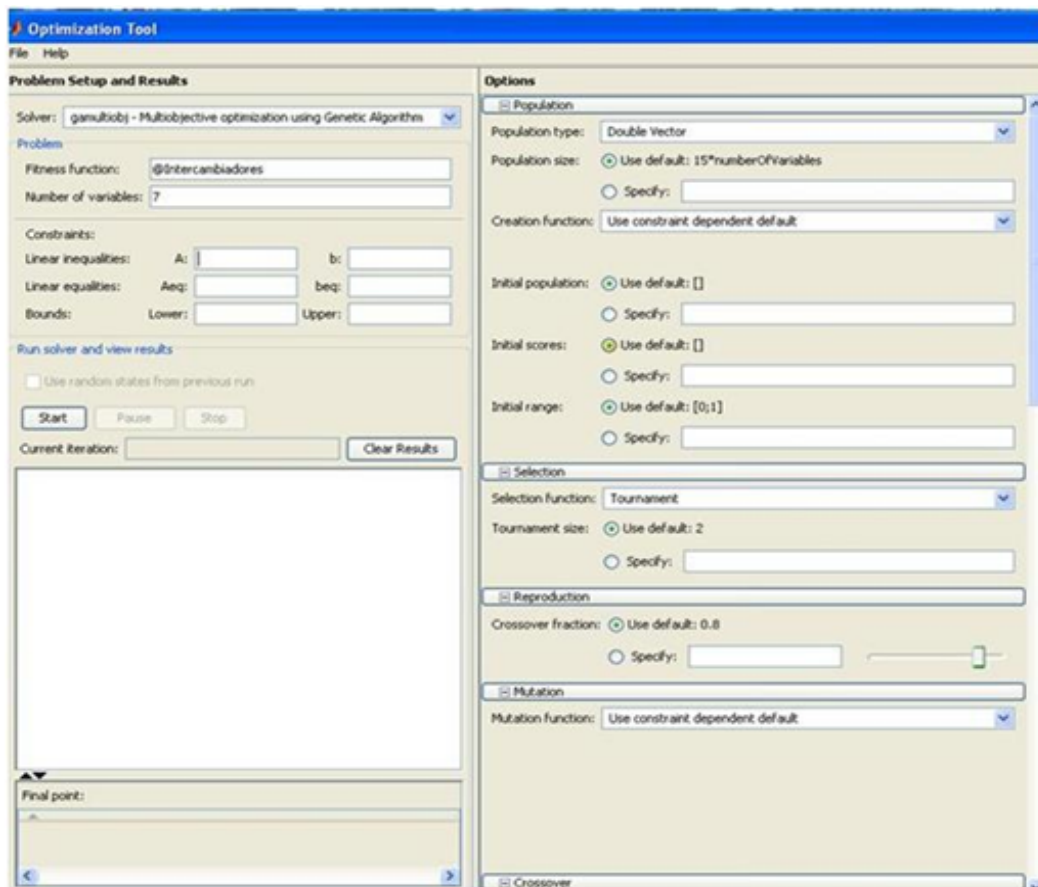 Optimization Tool
File Help
Problem Setup and Results
Solver: gamultiobj - Multiobjective optimization using Genetic Algorithm
Problem
Fitness function: @Intercambiadores
Number of variables: 7
Constraints:
Linear inequalities: A: b:
Linear equalities: Aeq: beq:
Bounds: Lower: Upper:
Run solver and view results
Use random states from previous run
Start Pause Stop
Current iteration: Clear Results
Final point:
Options
Population
Population type: Double Vector
Population size: Use default: 15*numberOfVariables
Specify:
Creation function: Use constraint dependent default
Initial population: Use default: []
Specify:
Initial scores: Use default: []
Specify:
Initial range: Use default: [0;1]
Specify:
Selection
Selection function: Tournament
Tournament size: Use default: 2
Specify:
Reproduction
Crossover fraction: Use default: 0.8
Specify:
Mutation
Mutation function: Use constraint dependent default
Crossover